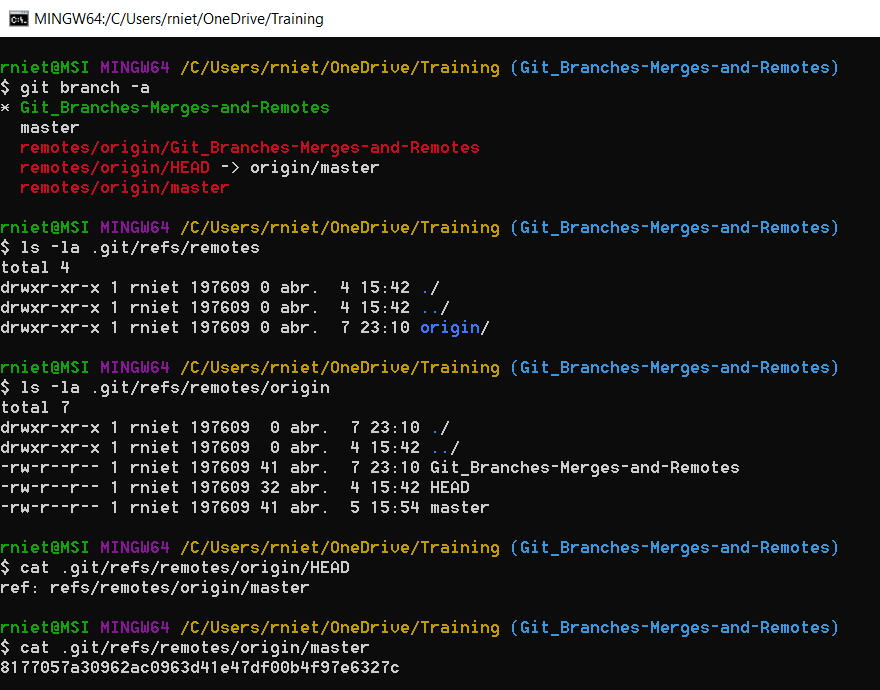 MINGW64:/C/Users/rniet/OneDrive/Training
rniet@MSI MINGW64 /C/Users/rniet/OneDrive/Training (Git_Branches-Merges-and-Remotes)
$ git branch -a
* Git_Branches-Merges-and-Remotes
  master
  remotes/origin/Git_Branches-Merges-and-Remotes
  remotes/origin/HEAD -> origin/master
  remotes/origin/master
rniet@MSI MINGW64 /C/Users/rniet/OneDrive/Training (Git_Branches-Merges-and-Remotes)
$ ls -la .git/refs/remotes
total 4
drwxr-xr-x 1 rniet 197609 0 abr.  4 15:42 ./
drwxr-xr-x 1 rniet 197609 0 abr.  4 15:42 ../
drwxr-xr-x 1 rniet 197609 0 abr.  7 23:10 origin/
rniet@MSI MINGW64 /C/Users/rniet/OneDrive/Training (Git_Branches-Merges-and-Remotes)
$ ls -la .git/refs/remotes/origin
total 7
drwxr-xr-x 1 rniet 197609  0 abr.  7 23:10 ./
drwxr-xr-x 1 rniet 197609  0 abr.  4 15:42 ../
-rw-r--r-- 1 rniet 197609 41 abr.  7 23:10 Git_Branches-Merges-and-Remotes
-rw-r--r-- 1 rniet 197609 32 abr.  4 15:42 HEAD
-rw-r--r-- 1 rniet 197609 41 abr.  5 15:54 master
rniet@MSI MINGW64 /C/Users/rniet/OneDrive/Training (Git_Branches-Merges-and-Remotes)
$ cat .git/refs/remotes/origin/HEAD
ref: refs/remotes/origin/master
rniet@MSI MINGW64 /C/Users/rniet/OneDrive/Training (Git_Branches-Merges-and-Remotes)
$ cat .git/refs/remotes/origin/master
8177057a30962ac0963d41e47df00b4f97e6327c